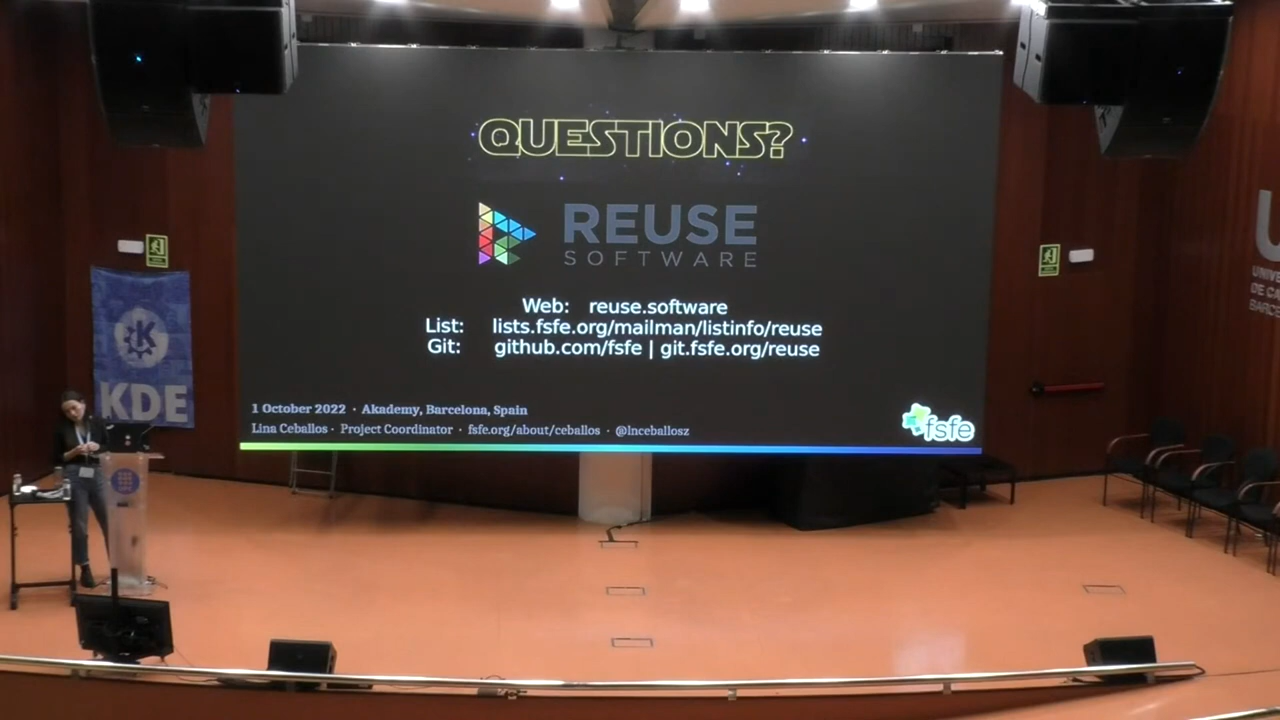 QUESTIONS?
REUSE
SOFTWARE
Web: reuse.software
List: lists.fsfe.org/mailman/listinfo/reuse
Git: github.com/fsfe | git.fsfe.org/reuse
1 October 2022 · Akademy, Barcelona, Spain
Lina Ceballos · Project Coordinator · fsfe.org/about/ceballos · @lnceballosz
fsfe
K
KDE
U